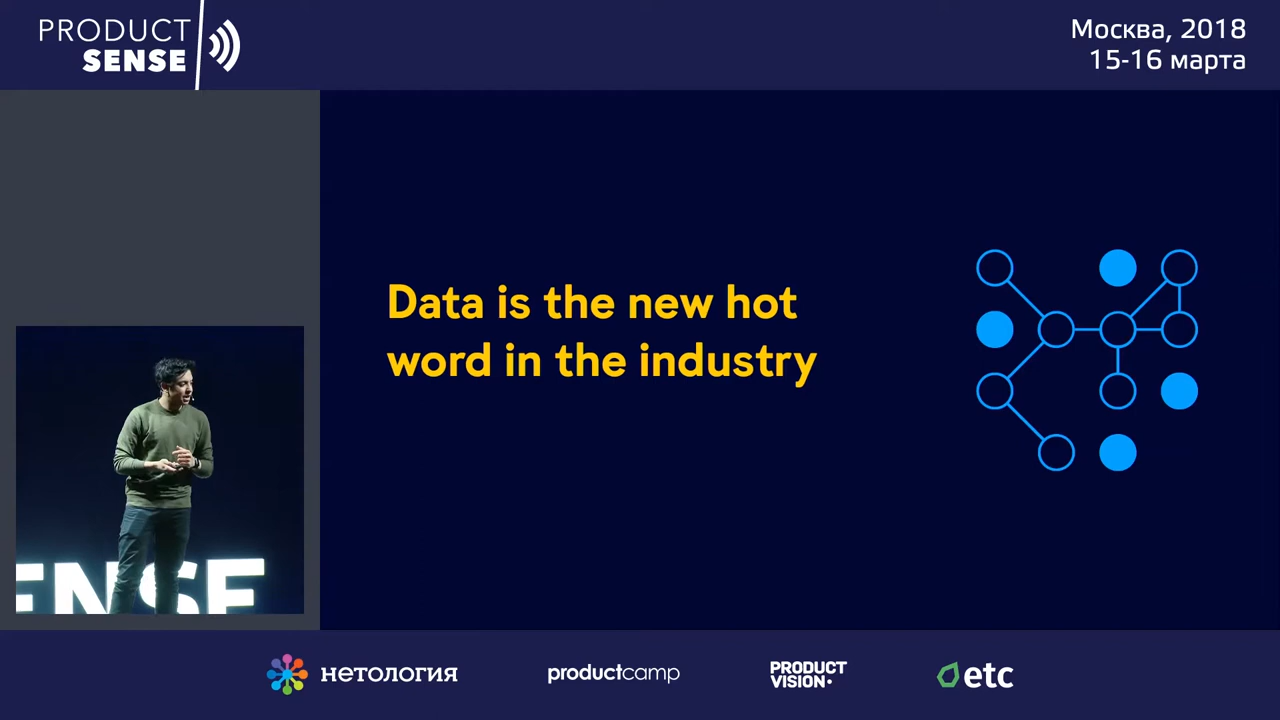 PRODUCT
SENSE
Москва, 2018
15-16 марта
Data is the new hot
word in the industry
ENSE
нетология
productcamp
PRODUCT
VISION•
etc